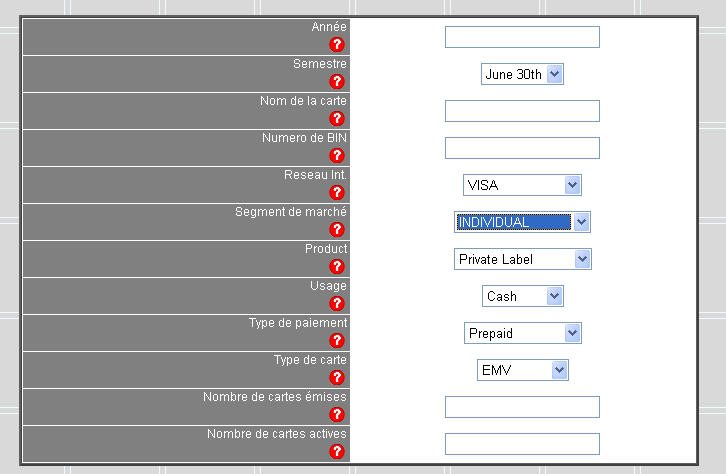 Année
?
Semestre
June 30th
?
Nom de la carte
?
Numero de BIN
?
Reseau Int.
VISA
?
Segment de marché
INDIVIDUAL
?
Product
Private Label
?
Usage
Cash
?
Type de paiement
Prepaid
?
Type de carte
EMV
?
Nombre de cartes émises
?
Nombre de cartes actives
?